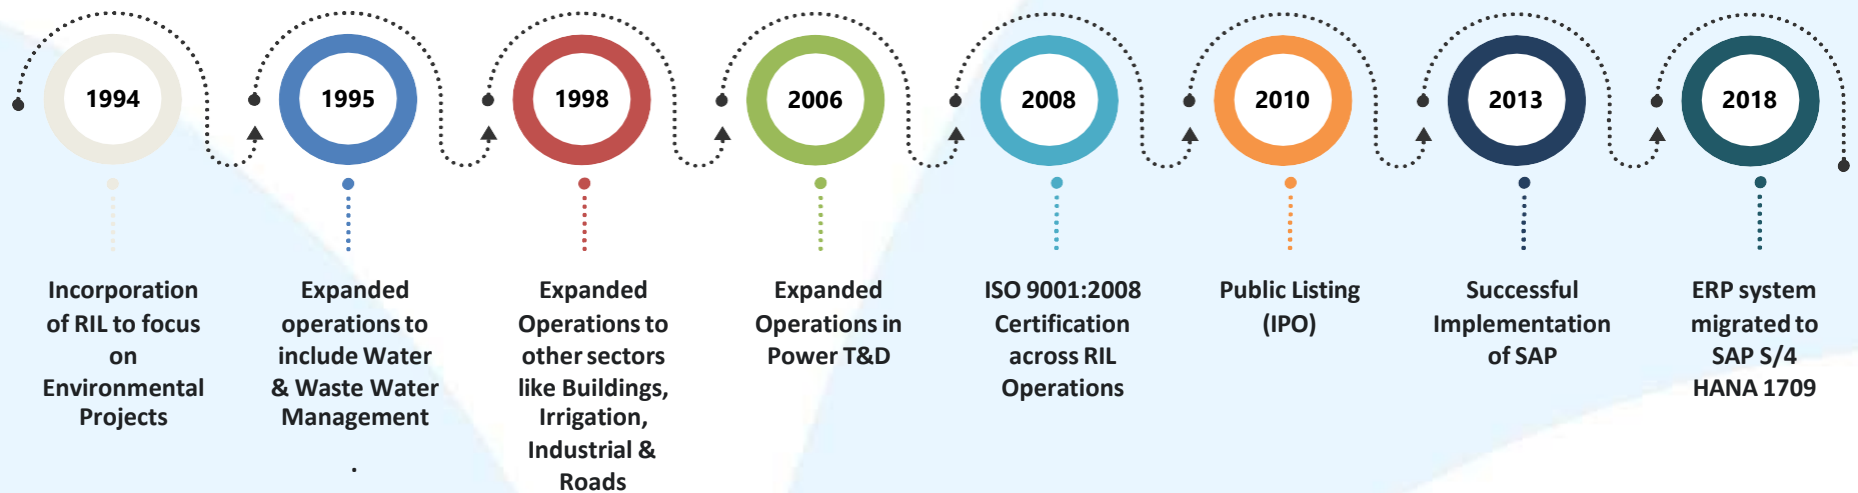 1994
1995
1998
2006
2008
2010
2013
2018
Incorporation
of RIL to focus
on
Environmental
Projects
Expanded
operations to
include Water
& Waste Water
Management
.
Expanded
Operations to
other sectors
like Buildings,
Irrigation,
Industrial &
Roads
Expanded
Operations in
Power T&D
ISO 9001:2008
Certification
across RIL
Operations
Public Listing
(IPO)
Successful
Implementation
of SAP
ERP system
migrated to
SAP S/4
HANA 1709